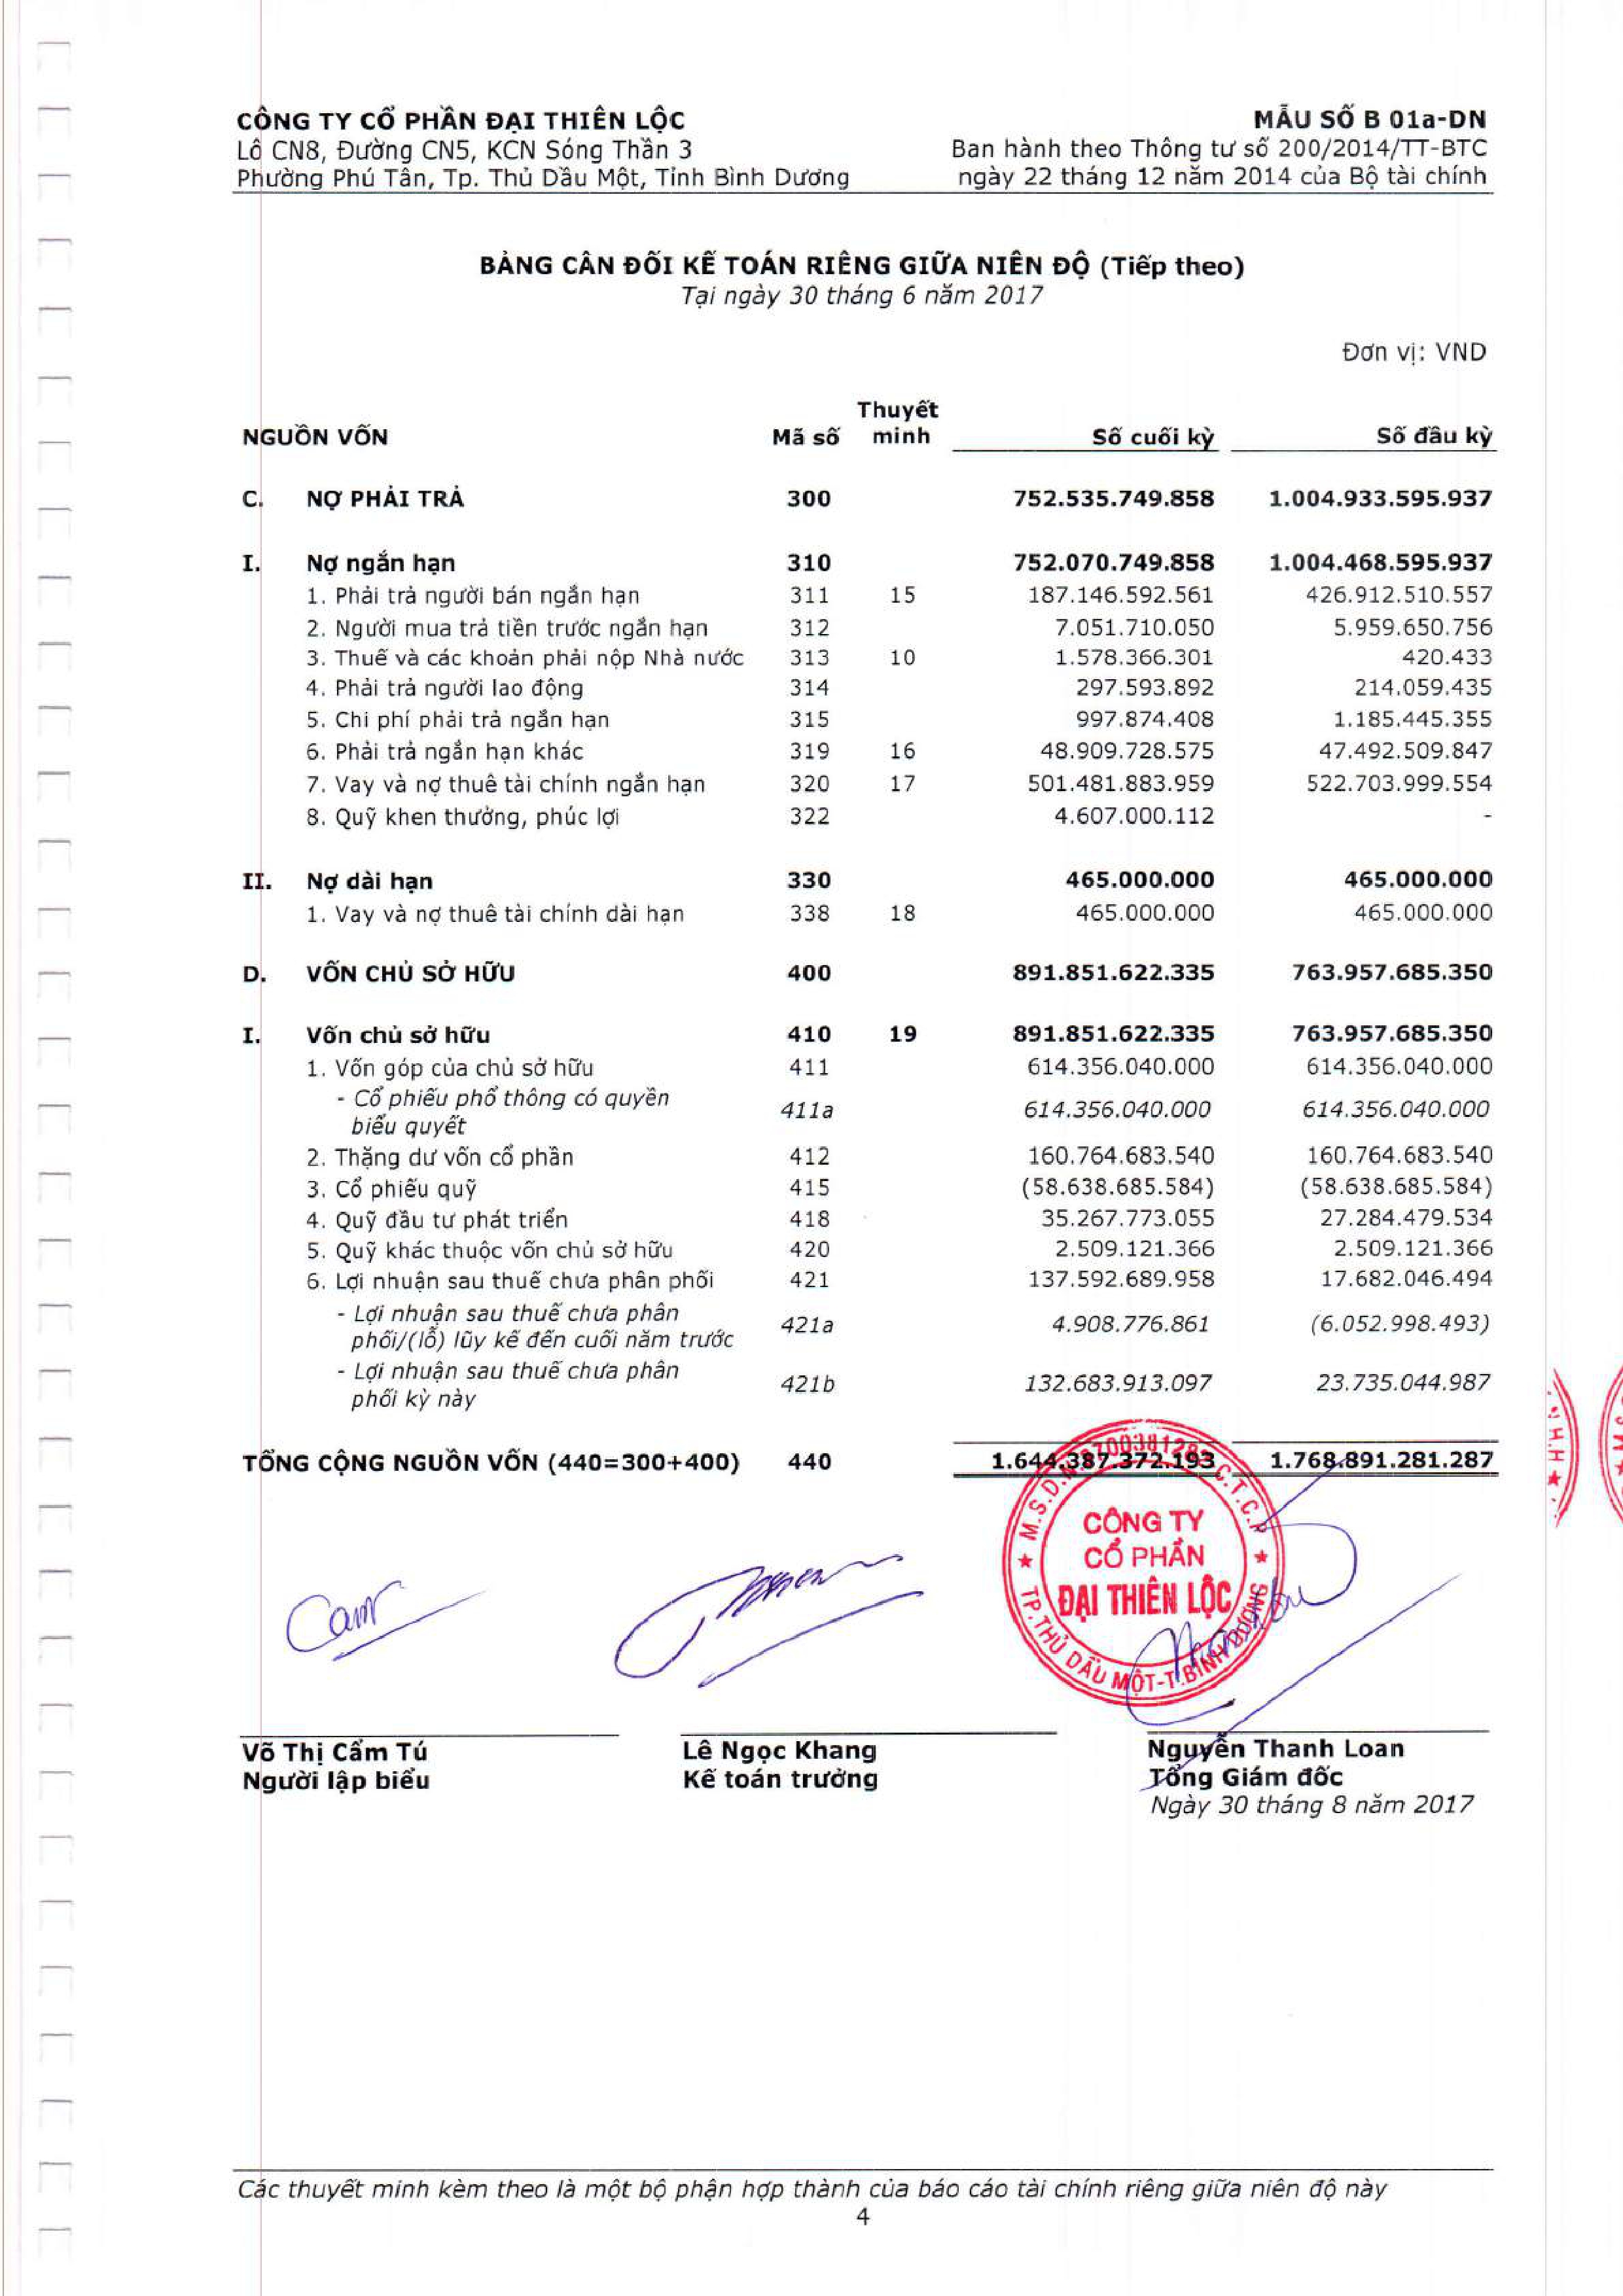 CÔNG TY CỔ PHẦN ĐẠI THIÊN LỘC
Lô CN8, Đường CN5, KCN Sóng Thần 3
Phường Phú Tân, Tp. Thủ Dầu Một, Tỉnh Bình Dương
MẪU SỐ B 01a-DN
Ban hành theo Thông tư số 200/2014/TT-BTC
ngày 22 tháng 12 năm 2014 của Bộ tài chính
BẢNG CÂN ĐỐI KẾ TOÁN RIÊNG GIỮA NIÊN ĐỘ (Tiếp theo)
Tại ngày 30 tháng 6 năm 2017
Đơn vị: VND
NGUỒN VỐN Mã số Thuyết minh Số cuối kỳ Số đầu kỳ
C. NỢ PHẢI TRẢ 300 752.535.749.858 1.004.933.595.937
I. Nợ ngắn hạn 310 752.070.749.858 1.004.468.595.937
1. Phải trả người bán ngắn hạn 311 15 187.146.592.561 426.912.510.557
2. Người mua trả tiền trước ngắn hạn 312 7.051.710.050 5.959.650.756
3. Thuế và các khoản phải nộp Nhà nước 313 10 1.578.366.301 420.433
4. Phải trả người lao động 314 297.593.892 214.059.435
5. Chi phí phải trả ngắn hạn 315 997.874.408 1.185.445.355
6. Phải trả ngắn hạn khác 319 16 48.909.728.575 47.492.509.847
7. Vay và nợ thuê tài chính ngắn hạn 320 17 501.481.883.959 522.703.999.554
8. Quỹ khen thưởng, phúc lợi 322 4.607.000.112 -
II. Nợ dài hạn 330 465.000.000 465.000.000
1. Vay và nợ thuê tài chính dài hạn 338 18 465.000.000 465.000.000
D. VỐN CHỦ SỞ HỮU 400 891.851.622.335 763.957.685.350
I. Vốn chủ sở hữu 410 19 891.851.622.335 763.957.685.350
1. Vốn góp của chủ sở hữu 411 614.356.040.000 614.356.040.000
- Cổ phiếu phổ thông có quyền
biểu quyết 411a 614.356.040.000 614.356.040.000
2. Thặng dư vốn cổ phần 412 160.764.683.540 160.764.683.540
3. Cổ phiếu quỹ 415 (58.638.685.584) (58.638.685.584)
4. Quỹ đầu tư phát triển 418 35.267.773.055 27.284.479.534
5. Quỹ khác thuộc vốn chủ sở hữu 420 2.509.121.366 2.509.121.366
6. Lợi nhuận sau thuế chưa phân phối 421 137.592.689.958 17.682.046.494
- Lợi nhuận sau thuế chưa phân
phối/(lỗ) lũy kế đến cuối năm trước 421a 4.908.776.861 (6.052.998.493)
- Lợi nhuận sau thuế chưa phân
phối kỳ này 421b 132.683.913.097 23.735.044.987
TỔNG CỘNG NGUỒN VỐN (440=300+400) 440 1.644.387.372.193 1.768.891.281.287
CÔNG TY
CỔ PHẦN
ĐẠI THIÊN LỘC
TP.THỦ DẦU MỘT-T.BÌNH DƯƠNG
Võ Thị Cẩm Tú
Người lập biểu
Lê Ngọc Khang
Kế toán trưởng
Nguyễn Thanh Loan
Tổng Giám đốc
Ngày 30 tháng 8 năm 2017
Các thuyết minh kèm theo là một bộ phận hợp thành của báo cáo tài chính riêng giữa niên độ này
4